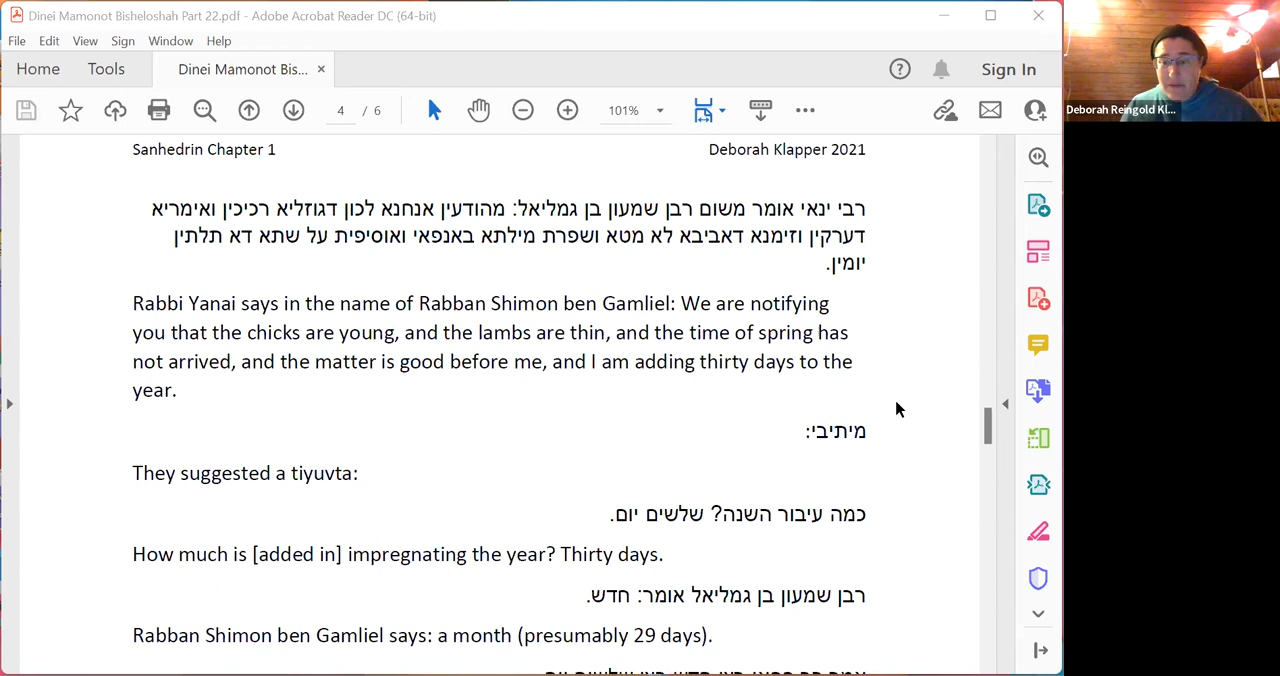 Dinei Mamonot Bisheloshah Part 22.pdf - Adobe Acrobat Reader DC (64-bit)
File Edit View Sign Window Help
Home Tools Dinei Mamonot Bis... × Sign In
4 / 6 101%
Deborah Reingold Kl...
Sanhedrin Chapter 1 Deborah Klapper 2021
רבי ינאי אומר משום רבן שמעון בן גמליאל: מהודעין אנחנא לכון דגוזליא רכיכין ואימריא
דערקין וזימנא דאביבא לא מטא ושפרת מילתא באנפאי ואוסיפית על שתא דא תלתין
יומין.
Rabbi Yanai says in the name of Rabban Shimon ben Gamliel: We are notifying
you that the chicks are young, and the lambs are thin, and the time of spring has
not arrived, and the matter is good before me, and I am adding thirty days to the
year.
מיתיבי:
They suggested a tiyuvta:
כמה עיבור השנה? שלשים יום.
How much is [added in] impregnating the year? Thirty days.
רבן שמעון בן גמליאל אומר: חדש.
Rabban Shimon ben Gamliel says: a month (presumably 29 days).